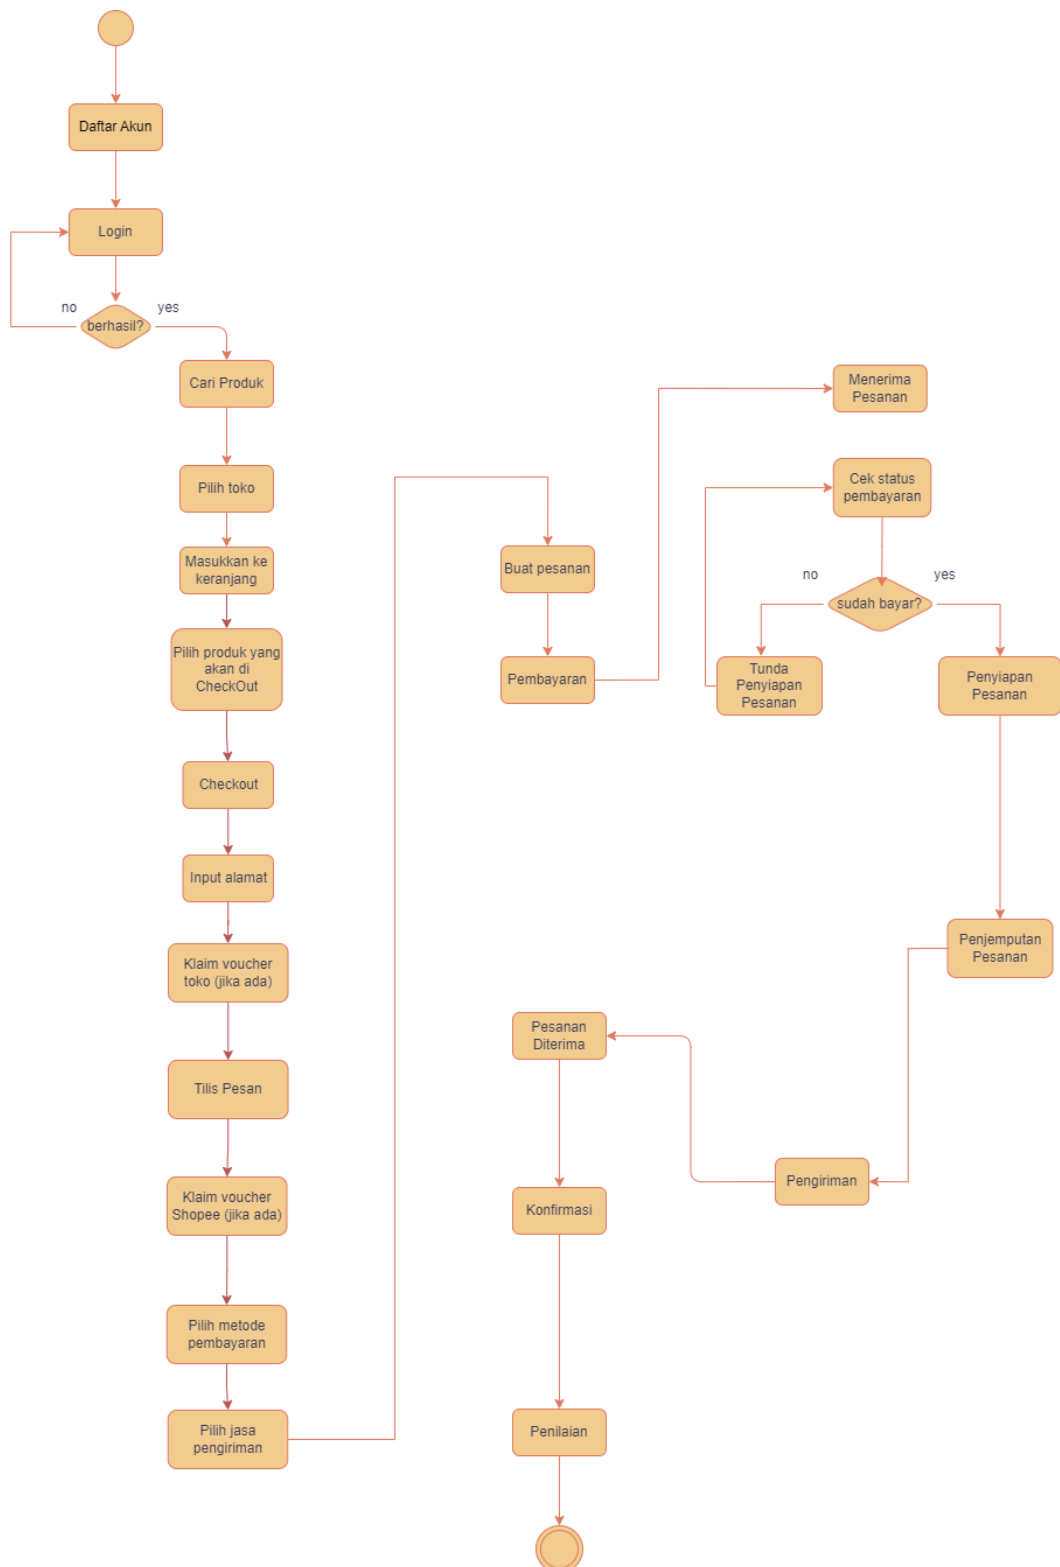 Daftar Akun
Login
no
yes
berhasil?
Cari Produk
Pilih toko
Masukkan ke
keranjang
Pilih produk yang
akan di
CheckOut
Checkout
Input alamat
Klaim voucher
toko (jika ada)
Tilis Pesan
Klaim voucher
Shopee (jika ada)
Pilih metode
pembayaran
Pilih jasa
pengiriman
Buat pesanan
Pembayaran
Menerima
Pesanan
Cek status
pembayaran
no
yes
sudah bayar?
Tunda
Penyiapan
Pesanan
Penyiapan
Pesanan
Penjemputan
Pesanan
Pengiriman
Pesanan
Diterima
Konfirmasi
Penilaian